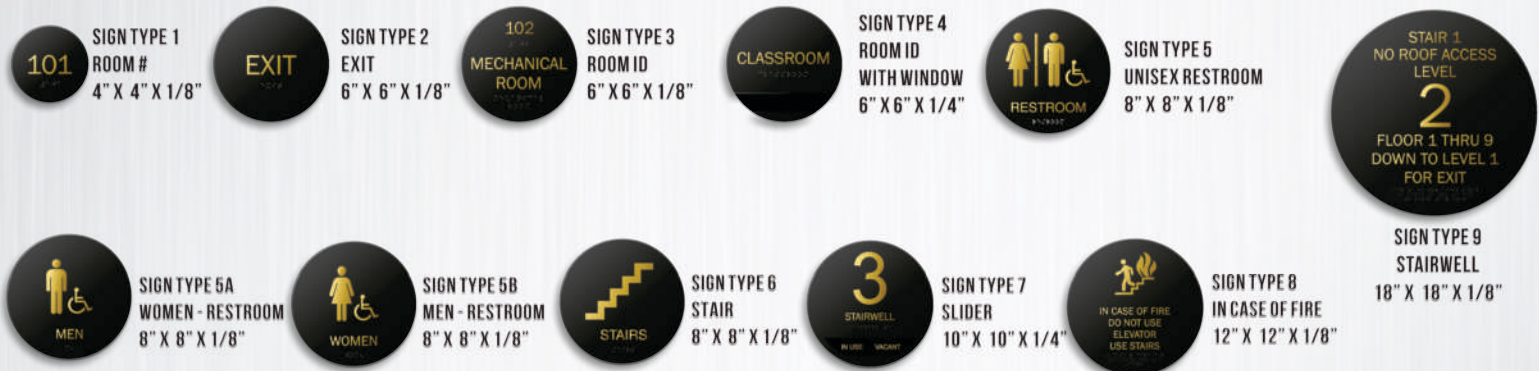 101
SIGN TYPE 1
ROOM #
4" X 4" X 1/8"
EXIT
SIGN TYPE 2
EXIT
6" X 6" X 1/8"
102
MECHANICAL
ROOM
SIGN TYPE 3
ROOM ID
6" X 6" X 1/8"
CLASSROOM
SIGN TYPE 4
ROOM ID
WITH WINDOW
6" X 6" X 1/4"
RESTROOM
SIGN TYPE 5
UNISEX RESTROOM
8" X 8" X 1/8"
STAIR 1
NO ROOF ACCESS
LEVEL
2
FLOOR 1 THRU 9
DOWN TO LEVEL 1
FOR EXIT
SIGN TYPE 9
STAIRWELL
18" X 18" X 1/8"
MEN
SIGN TYPE 5A
WOMEN - RESTROOM
8" X 8" X 1/8"
WOMEN
SIGN TYPE 5B
MEN - RESTROOM
8" X 8" X 1/8"
STAIRS
SIGN TYPE 6
STAIR
8" X 8" X 1/8"
3
STAIRWELL
IN USE VACANT
SIGN TYPE 7
SLIDER
10" X 10" X 1/4"
IN CASE OF FIRE
DO NOT USE
ELEVATOR
USE STAIRS
SIGN TYPE 8
IN CASE OF FIRE
12" X 12" X 1/8"